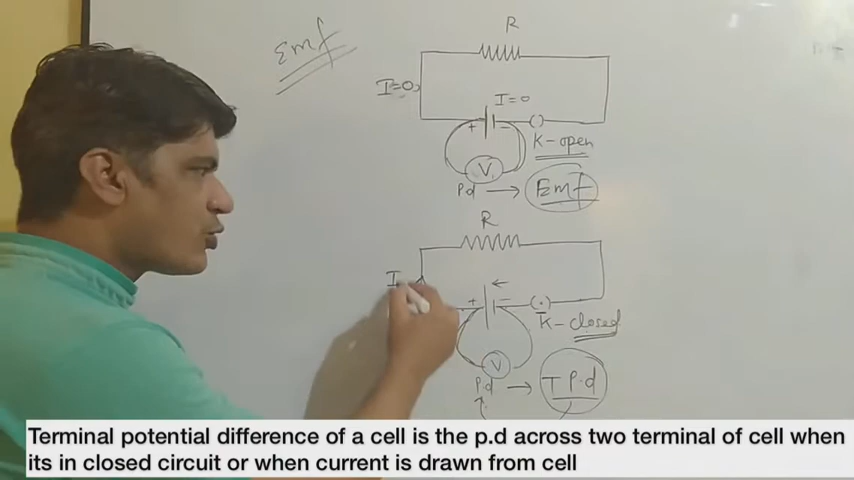 Emf
R
I=0
I=0
+ -
K-open
V
Pd → Emf
R
I
+ -
K-closed
V
P.d → T P.d
Terminal potential difference of a cell is the p.d across two terminal of cell when
its in closed circuit or when current is drawn from cell